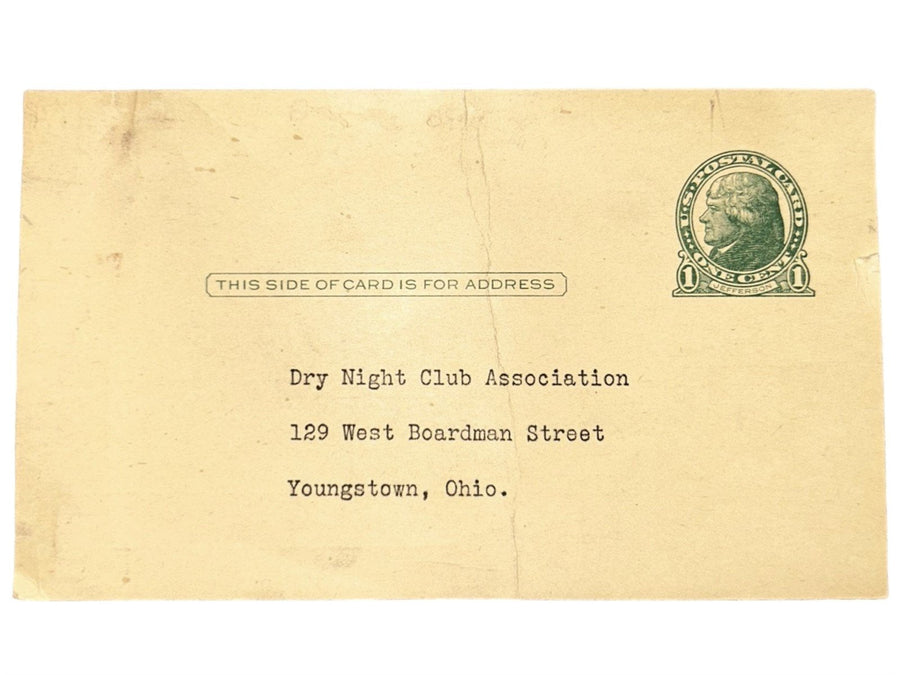 U.S. POSTAL CARD
ONE CENT
1 1
JEFFERSON
THIS SIDE OF CARD IS FOR ADDRESS
Dry Night Club Association
129 West Boardman Street
Youngstown, Ohio.